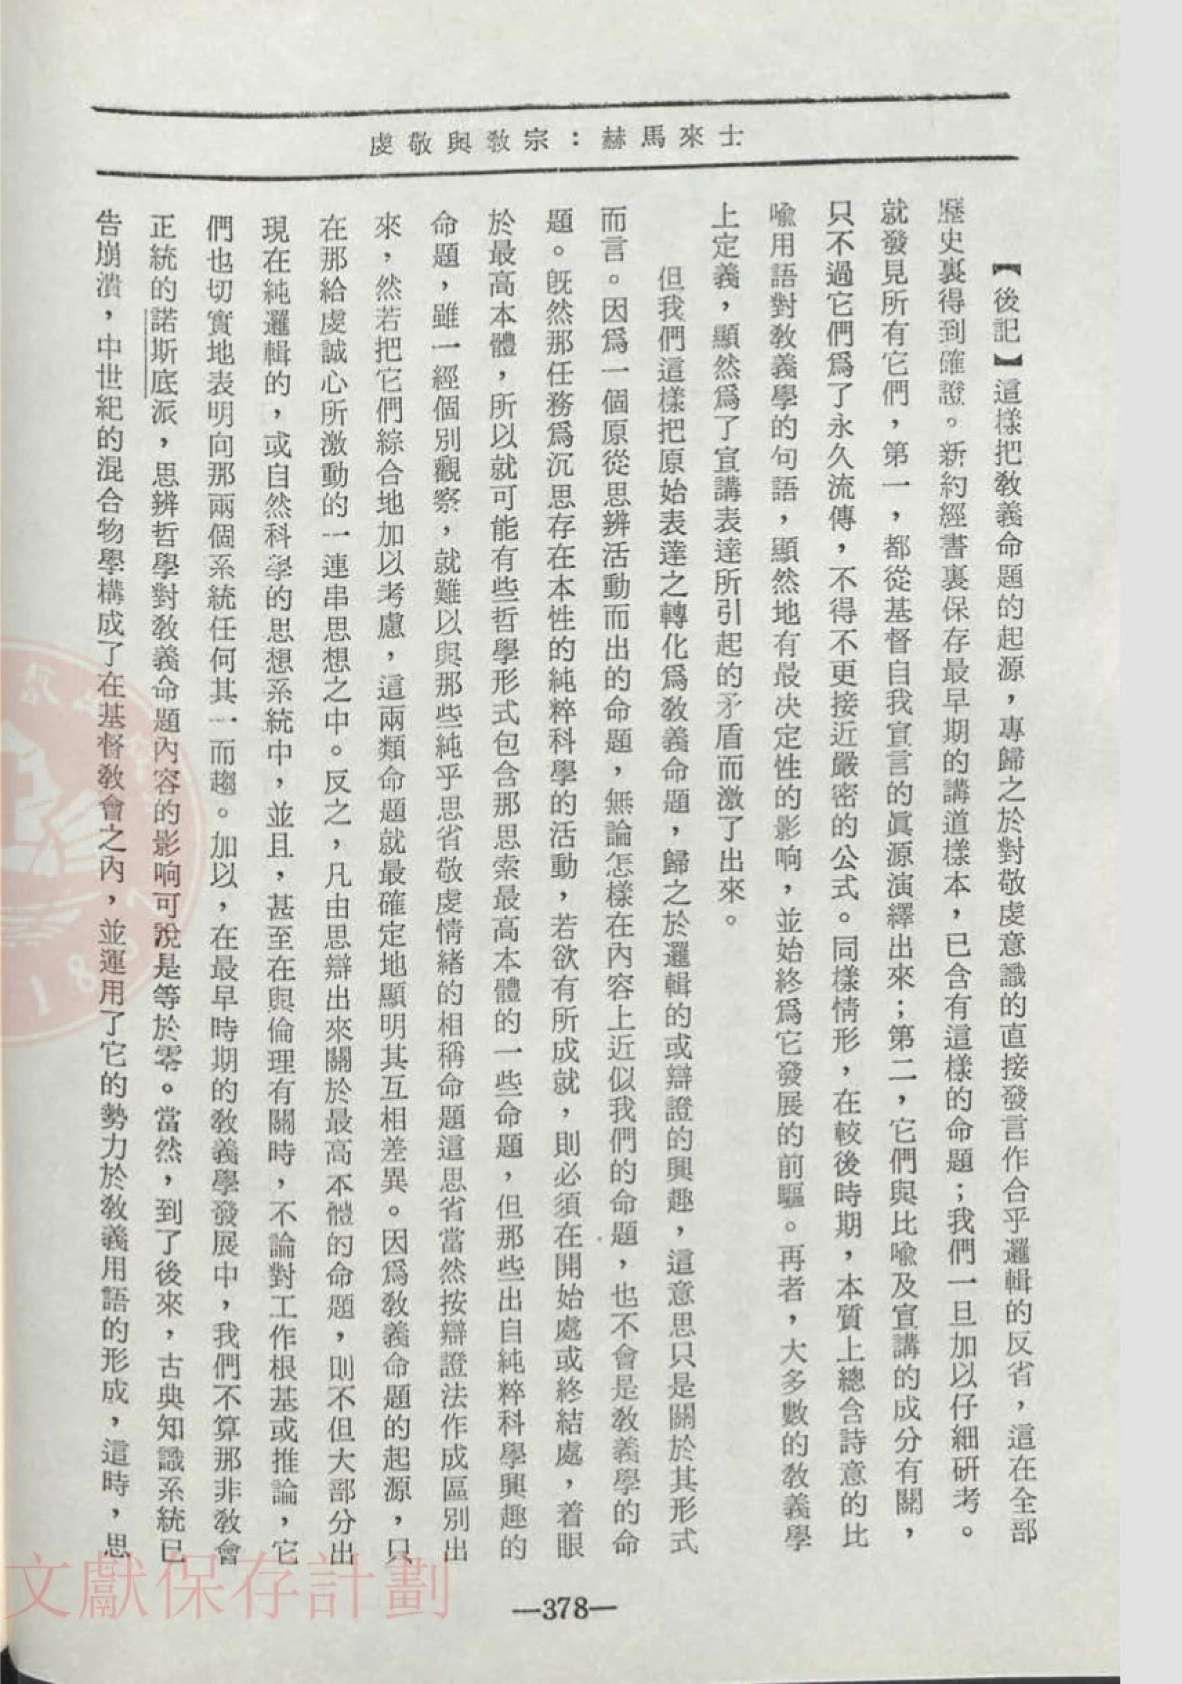 士來馬赫：宗教與敬虔
【後記】這樣把教義命題的起源，專歸之於對敬虔意識的直接發言作合乎邏輯的反省，這在全部
歷史裏得到確證。新約經書裏保存最早期的講道樣本，已含有這樣的命題；我們一旦加以仔細研考。
就發見所有它們，第一，都從基督自我宣言的眞源演繹出來；第二，它們與比喩及宣講的成分有關，
只不過它們爲了永久流傳，不得不更接近嚴密的公式。同樣情形，在較後時期，本質上總含詩意的比
喩用語對教義學的句語，顯然地有最决定性的影响，並始終爲它發展的前驅。再者，大多數的教義學
上定義，顯然爲了宣講表達所引起的矛盾而激了出來。
但我們這樣把原始表達之轉化爲教義命題，歸之於邏輯的或辯證的興趣，這意思只是關於其形式
而言。因爲一個原從思辨活動而出的命題，無論怎樣在內容上近似我們的命題，也不會是教義學的命
題。旣然那任務爲沉思存在本性的純粹科學的活動，若欲有所成就，則必須在開始處或終結處，着眼
於最高本體，所以就可能有些哲學形式包含那思索最高本體的一些命題，但那些出自純粹科學興趣的
命題，雖一經個別觀察，就難以與那些純乎思省敬虔情緒的相稱命題這思省當然按辯證法作成區別出
來，然若把它們綜合地加以考慮，這兩類命題就最確定地顯明其互相差異。因爲教義命題的起源，只
在那給虔誠心所激動的一連串思想之中。反之，凡由思辯出來關於最高本體的命題，則不但大部分出
現在純邏輯的，或自然科學的思想系統中，並且，甚至在與倫理有關時，不論對工作根基或推論，它
們也切實地表明向那兩個系統任何其一而趨。加以，在最早時期的教義學發展中，我們不算那非教會
正統的諾斯底派，思辨哲學對教義命題內容的影响可說是等於零。當然，到了後來，古典知識系統已
告崩潰，中世紀的混合物學構成了在基督教會之內，並運用了它的勢力於教義用語的形成，這時，思
—378—
文獻保存計劃